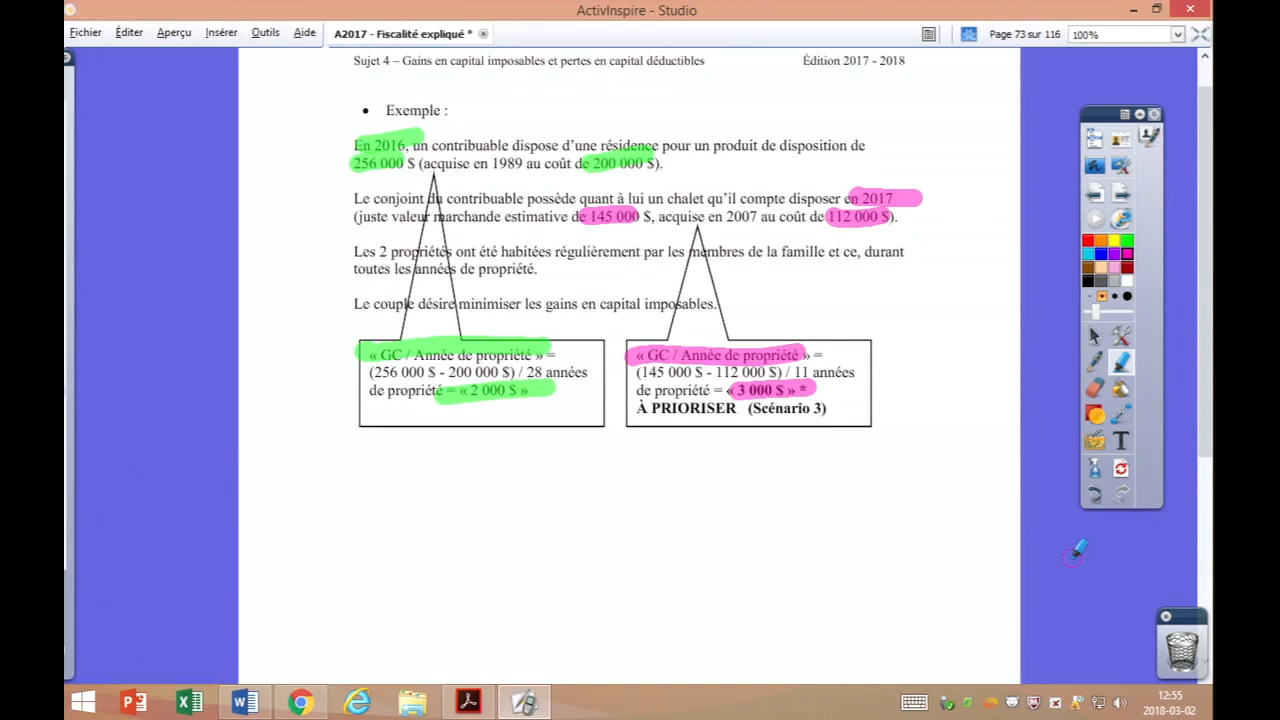 ActivInspire - Studio
Fichier Éditer Aperçu Insérer Outils Aide
A2017 - Fiscalité expliqué *
Page 73 sur 116
100%
Sujet 4 – Gains en capital imposables et pertes en capital déductibles Édition 2017 - 2018
• Exemple :
En 2016, un contribuable dispose d'une résidence pour un produit de disposition de
256 000 $ (acquise en 1989 au coût de 200 000 $).
Le conjoint du contribuable possède quant à lui un chalet qu'il compte disposer en 2017
(juste valeur marchande estimative de 145 000 $, acquise en 2007 au coût de 112 000 $).
Les 2 propriétés ont été habitées régulièrement par les membres de la famille et ce, durant
toutes les années de propriété.
Le couple désire minimiser les gains en capital imposables.
« GC / Année de propriété » =
(256 000 $ - 200 000 $) / 28 années
de propriété = « 2 000 $ »
« GC / Année de propriété » =
(145 000 $ - 112 000 $) / 11 années
de propriété = « 3 000 $ » *
À PRIORISER (Scénario 3)
12:55
2018-03-02